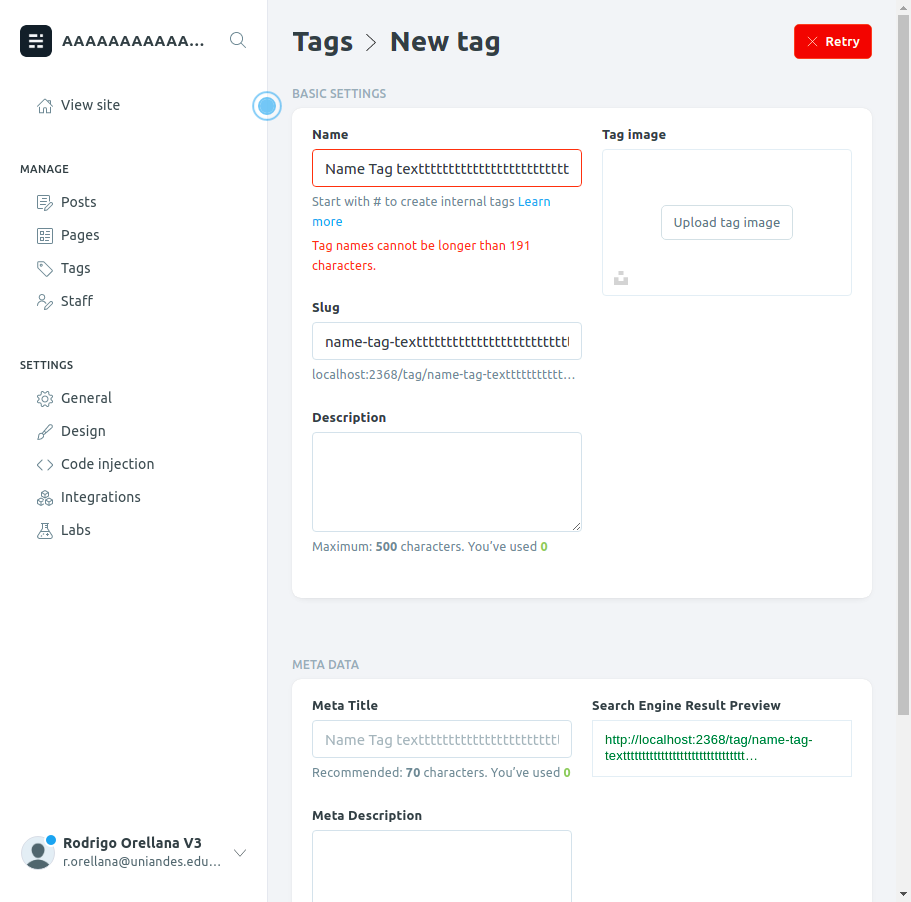 AAAAAAAAAAAA...
View site
MANAGE
Posts
Pages
Tags
Staff
SETTINGS
General
Design
Code injection
Integrations
Labs
Rodrigo Orellana V3
r.orellana@uniandes.edu...
Tags > New tag
Retry
BASIC SETTINGS
Name
Name Tag textttttttttttttttttttttttttt
Start with # to create internal tags Learn
more
Tag names cannot be longer than 191
characters.
Slug
name-tag-textttttttttttttttttttttttttt
localhost:2368/tag/name-tag-texttttttttttt...
Description
Maximum: 500 characters. You've used 0
Tag image
Upload tag image
META DATA
Meta Title
Name Tag textttttttttttttttttttttttt
Recommended: 70 characters. You've used 0
Meta Description
Search Engine Result Preview
http://localhost:2368/tag/name-tag-
textttttttttttttttttttttttttttttttt...